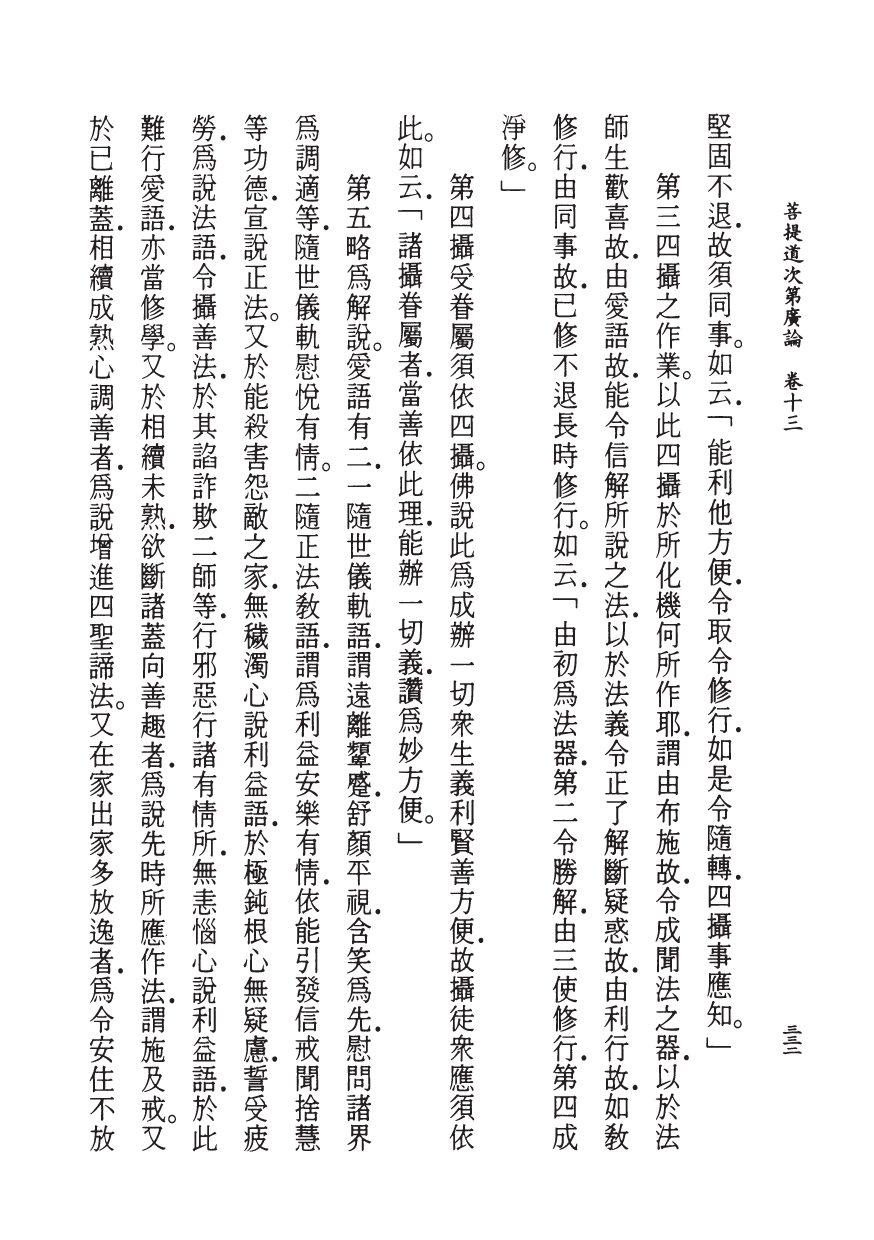 菩提道次第廣論　卷十三
三三二
堅固不退．故須同事。如云．「能利他方便．令取令修行．如是令隨轉．四攝事應知。」
第三四攝之作業。以此四攝於所化機何所作耶．謂由布施故．令成聞法之器．以於法
師生歡喜故．由愛語故．能令信解所說之法．以於法義令正了解斷疑惑故．由利行故．如教
修行．由同事故．已修不退長時修行。如云．「由初為法器．第二令勝解．由三使修行．第四成
淨修。」
第四攝受眷屬須依四攝。佛說此為成辦一切眾生義利賢善方便．故攝徒眾應須依
此。如云．「諸攝眷屬者．當善依此理．能辦一切義．讚為妙方便。」
第五略為解說。愛語有二．一隨世儀軌語．謂遠離顰蹙．舒顏平視．含笑為先．慰問諸界
為調適等．隨世儀軌慰悅有情。二隨正法教語．謂為利益安樂有情．依能引發信戒聞捨慧
等功德．宣說正法。又於能殺害怨敵之家．無穢濁心說利益語．於極鈍根心無疑慮．誓受疲
勞．為說法語．令攝善法．於其諂詐欺二師等．行邪惡行諸有情所．無恚惱心說利益語．於此
難行愛語．亦當修學。又於相續未熟．欲斷諸蓋向善趣者．為說先時所應作法．謂施及戒。又
於已離蓋．相續成熟心調善者．為說增進四聖諦法。又在家出家多放逸者．為令安住不放